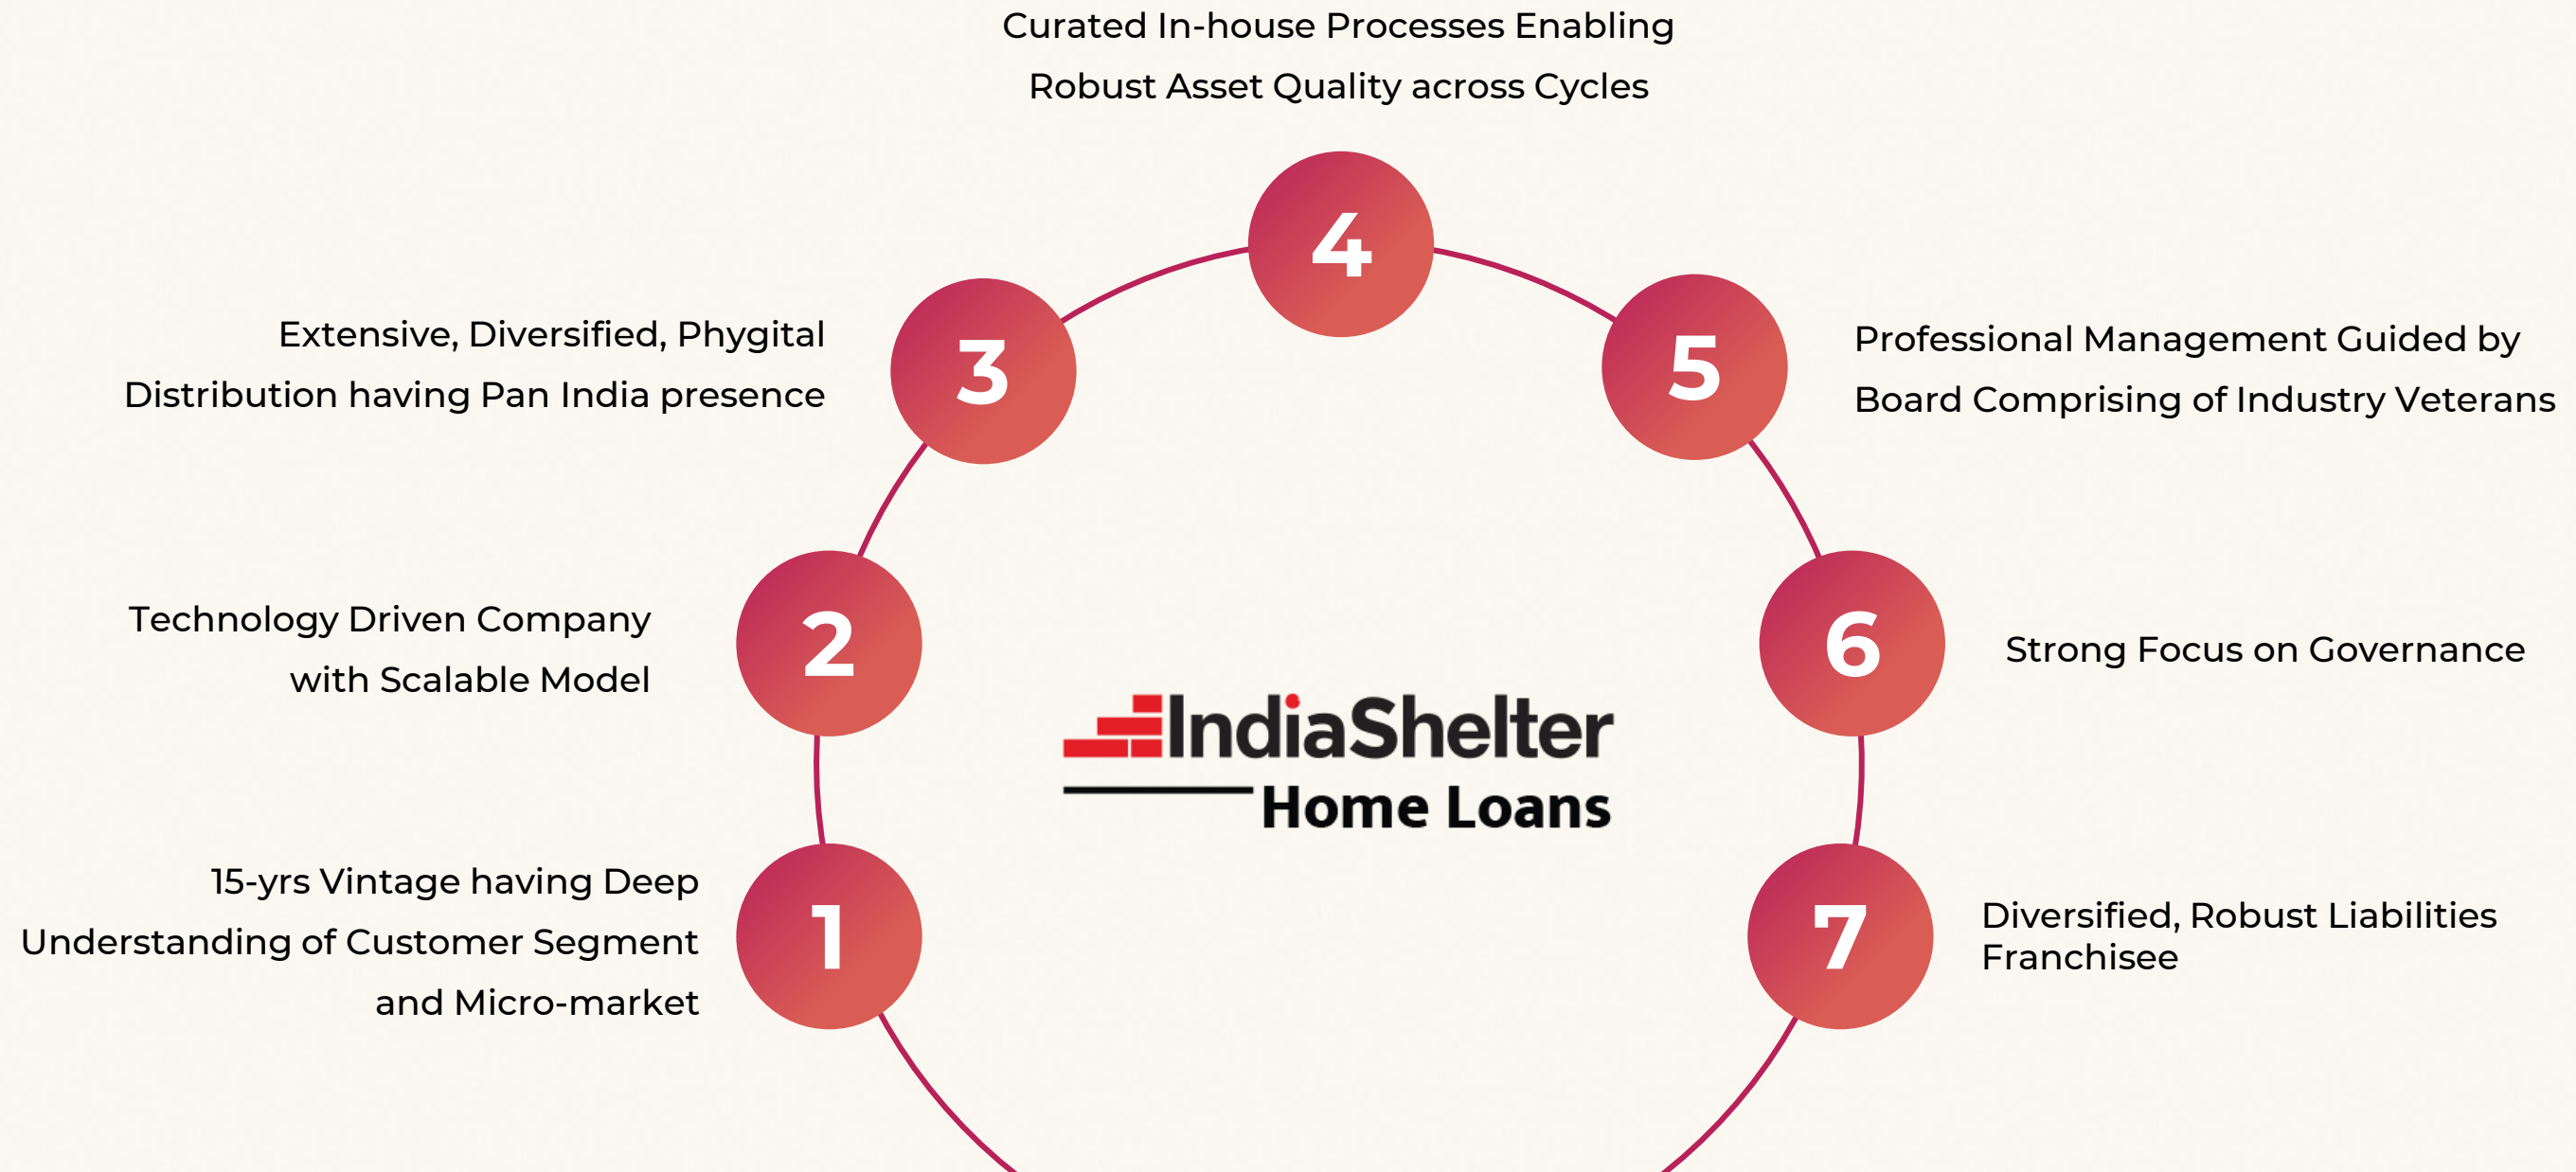 Curated In-house Processes Enabling
Robust Asset Quality across Cycles
4
3
Extensive, Diversified, Phygital
Distribution having Pan India presence
5
Professional Management Guided by
Board Comprising of Industry Veterans
2
Technology Driven Company
with Scalable Model
6
Strong Focus on Governance
IndiaShelter
Home Loans
1
15-yrs Vintage having Deep
Understanding of Customer Segment
and Micro-market
7
Diversified, Robust Liabilities
Franchisee